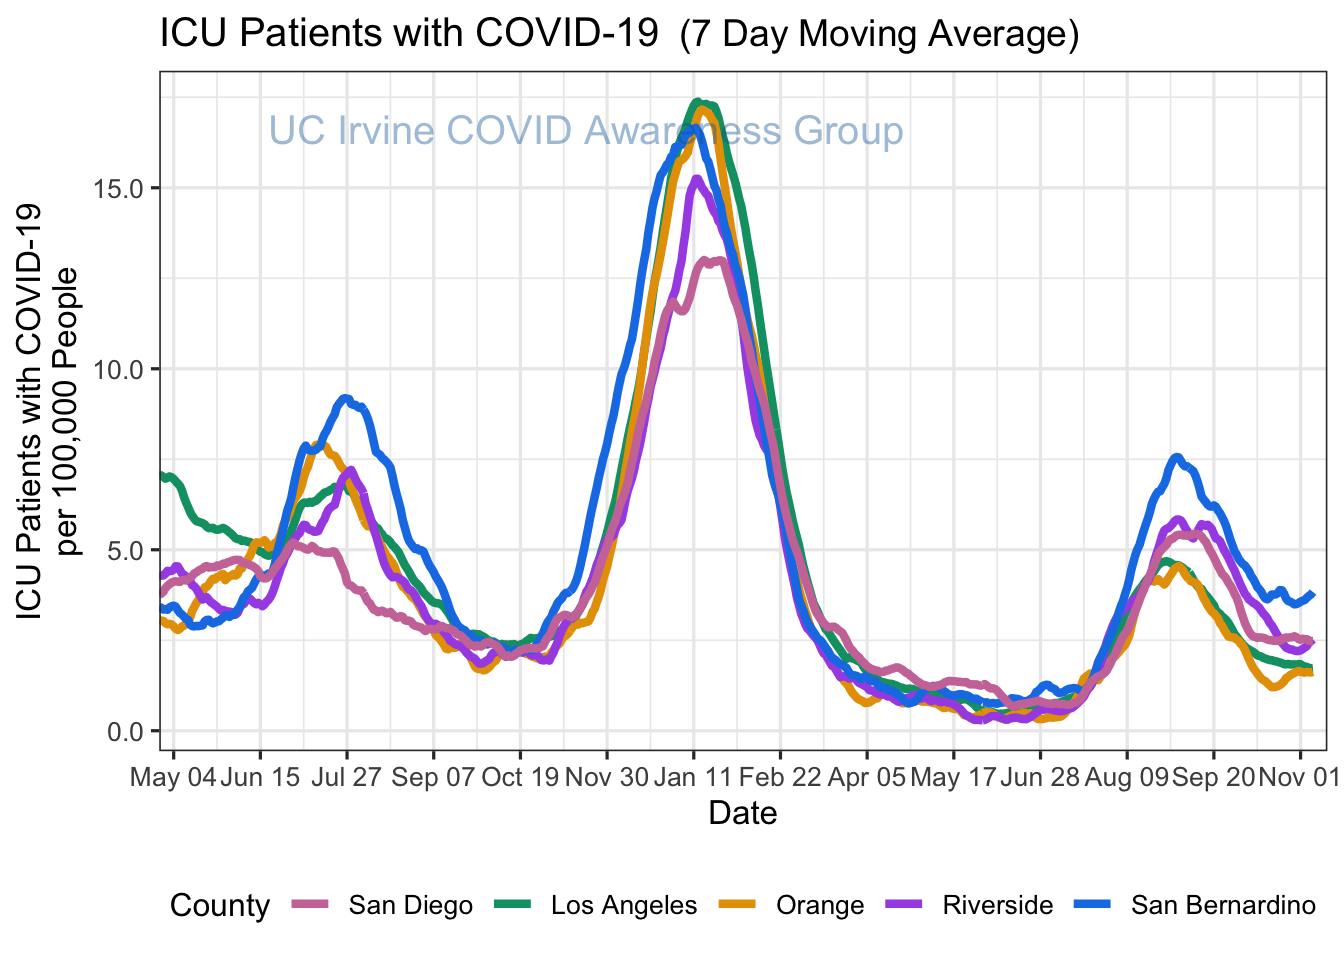 ICU Patients with COVID-19  (7 Day Moving Average)
UC Irvine COVID Awareness Group
ICU Patients with COVID-19
per 100,000 People
15.0
10.0
5.0
0.0
May 04 Jun 15 Jul 27 Sep 07 Oct 19 Nov 30 Jan 11 Feb 22 Apr 05 May 17 Jun 28 Aug 09 Sep 20 Nov 01
Date
County San Diego Los Angeles Orange Riverside San Bernardino